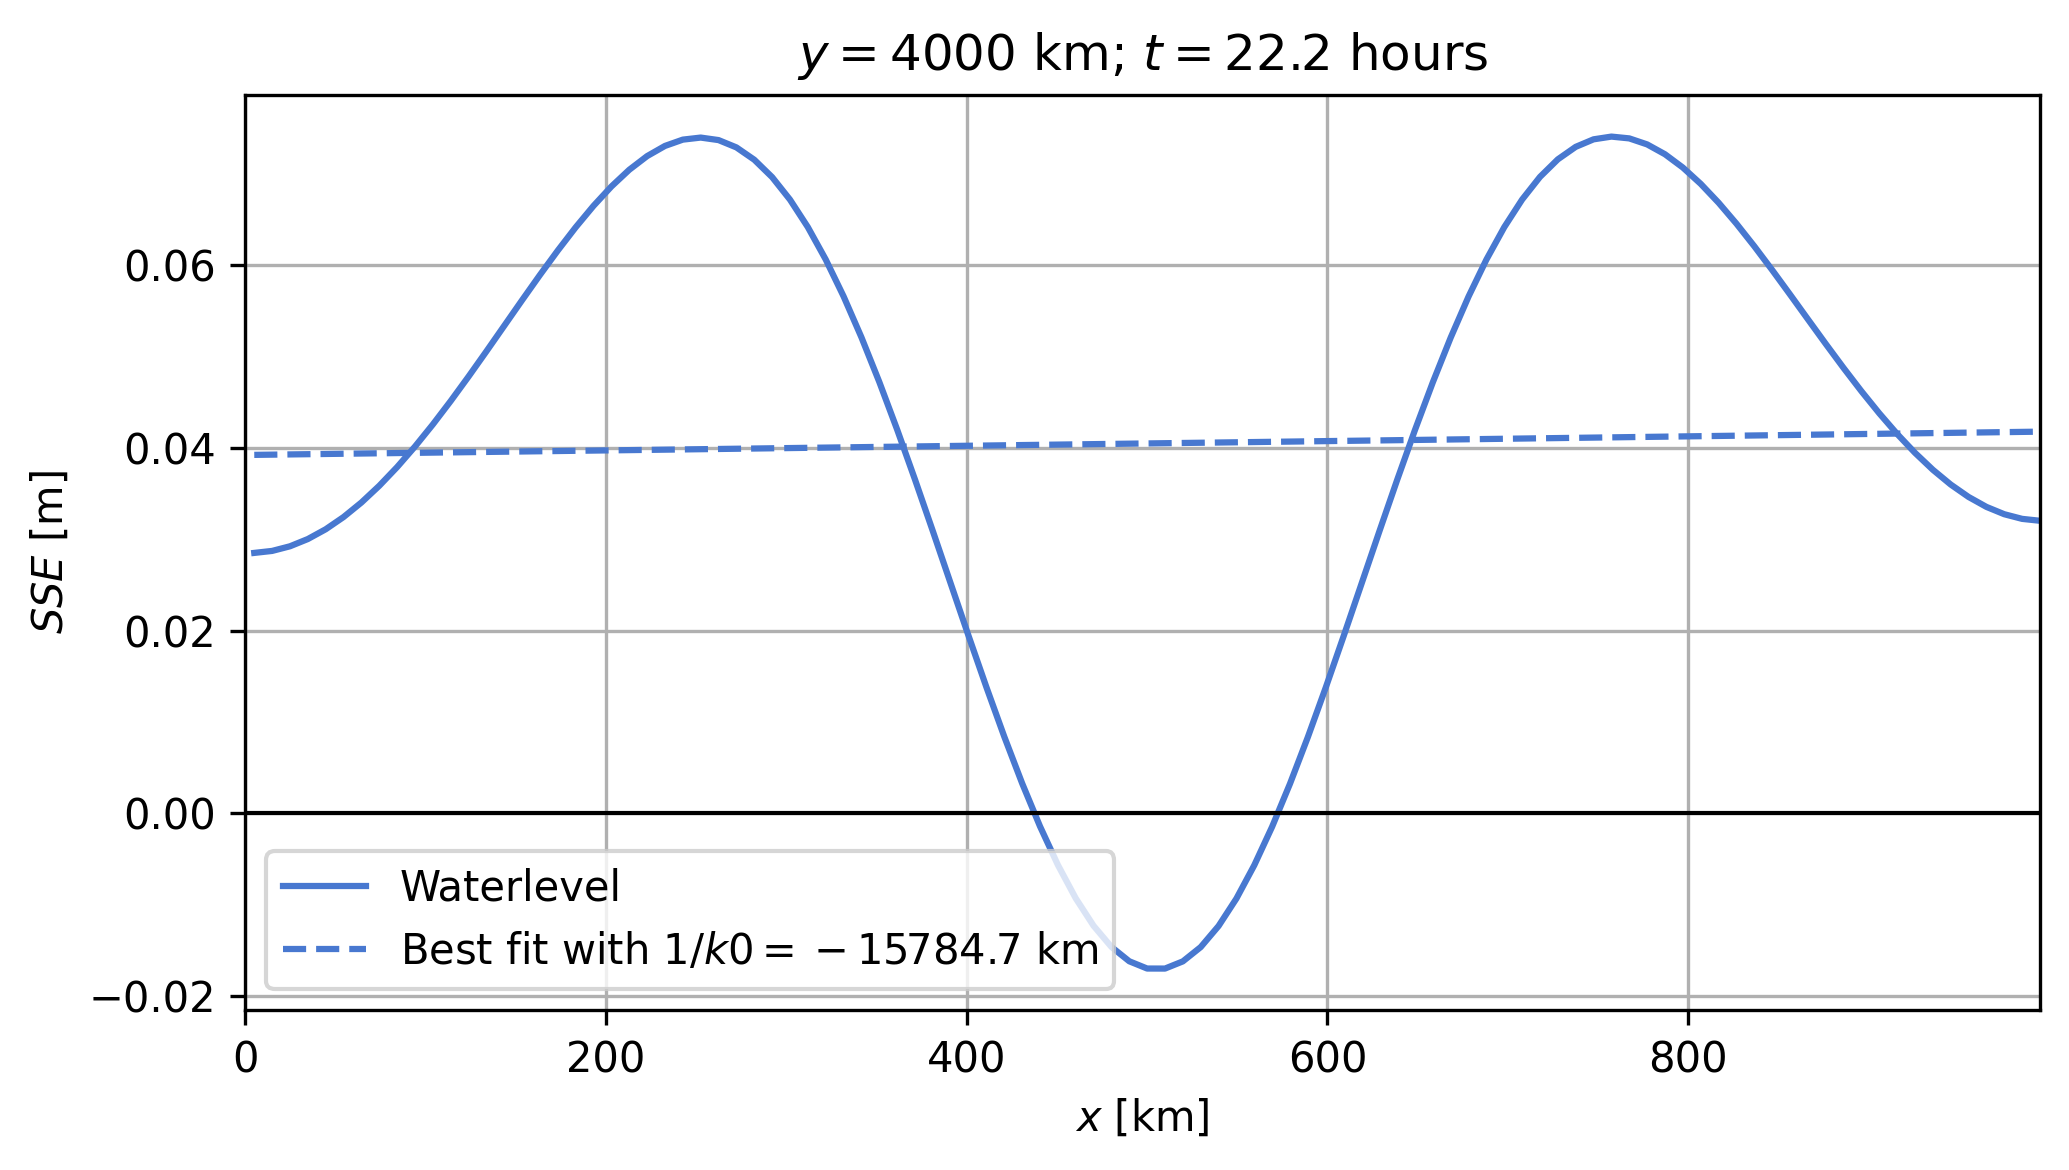 y = 4000 km; t = 22.2 hours
SSE [m]
0.06
0.04
0.02
0.00
−0.02
Waterlevel
Best fit with 1/k0 = −15784.7 km
0 200 400 600 800
x [km]